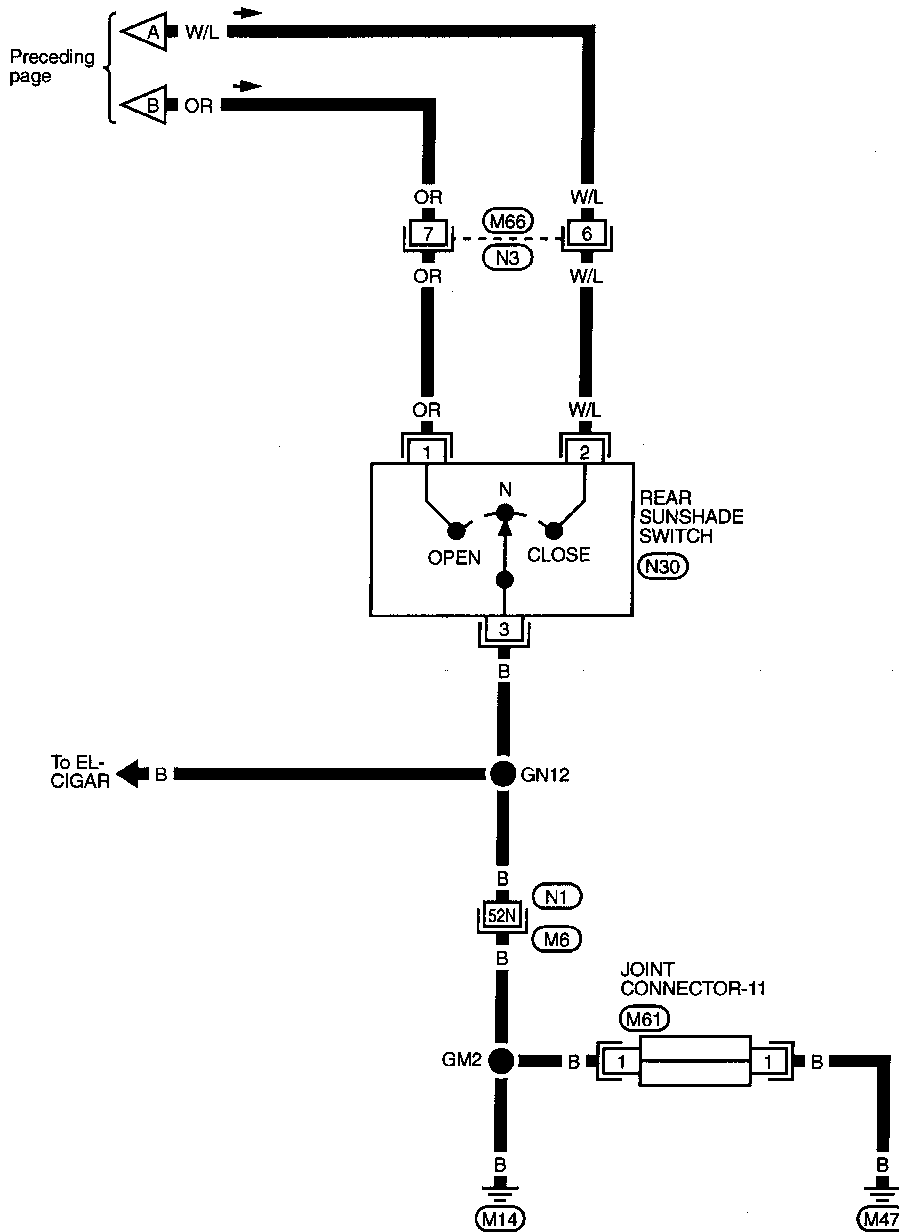 Preceding
page
A W/L
B OR
OR W/L
7 M66 6
N3
OR W/L
OR W/L
1 2
N
OPEN CLOSE
REAR
SUNSHADE
SWITCH
N30
3
B
To EL-
CIGAR
B
GN12
B
52N N1
M6
B
JOINT
CONNECTOR-11
M61
GM2 B 1 1 B
B B
M14 M47